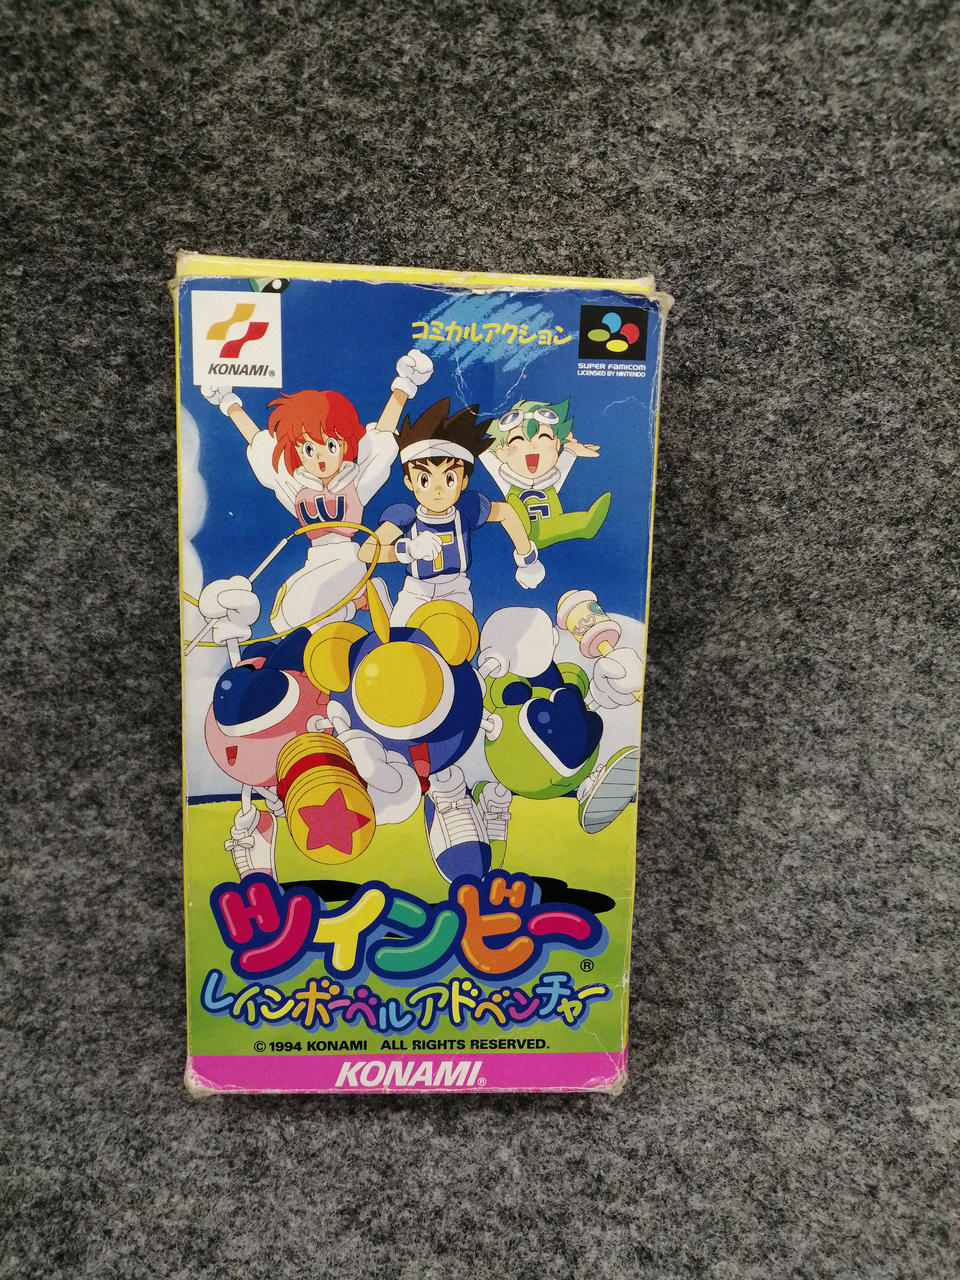 コミカルアクション
KONAMI®
SUPER FAMICOM
LICENSED BY NINTENDO
WU
T
G
ツインビー®
レインボーベルアドベンチャー
© 1994 KONAMI ALL RIGHTS RESERVED.
KONAMI®